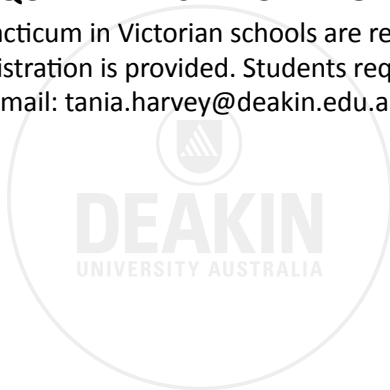 acticum in Victorian schools are re
istration is provided. Students req
mail: tania.harvey@deakin.edu.a
DEAKIN
UNIVERSITY AUSTRALIA